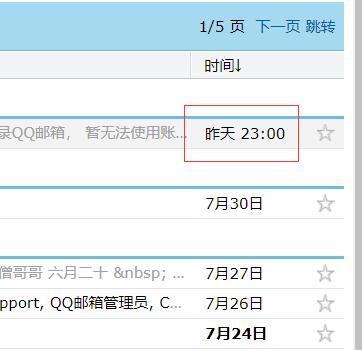 1/5 页 下一页 跳转
时间↓
录QQ邮箱， 暂无法使用账... 昨天 23:00
7月30日
僧哥哥 六月二十 &nbsp; ... 7月27日
pport, QQ邮箱管理员, C... 7月26日
7月24日